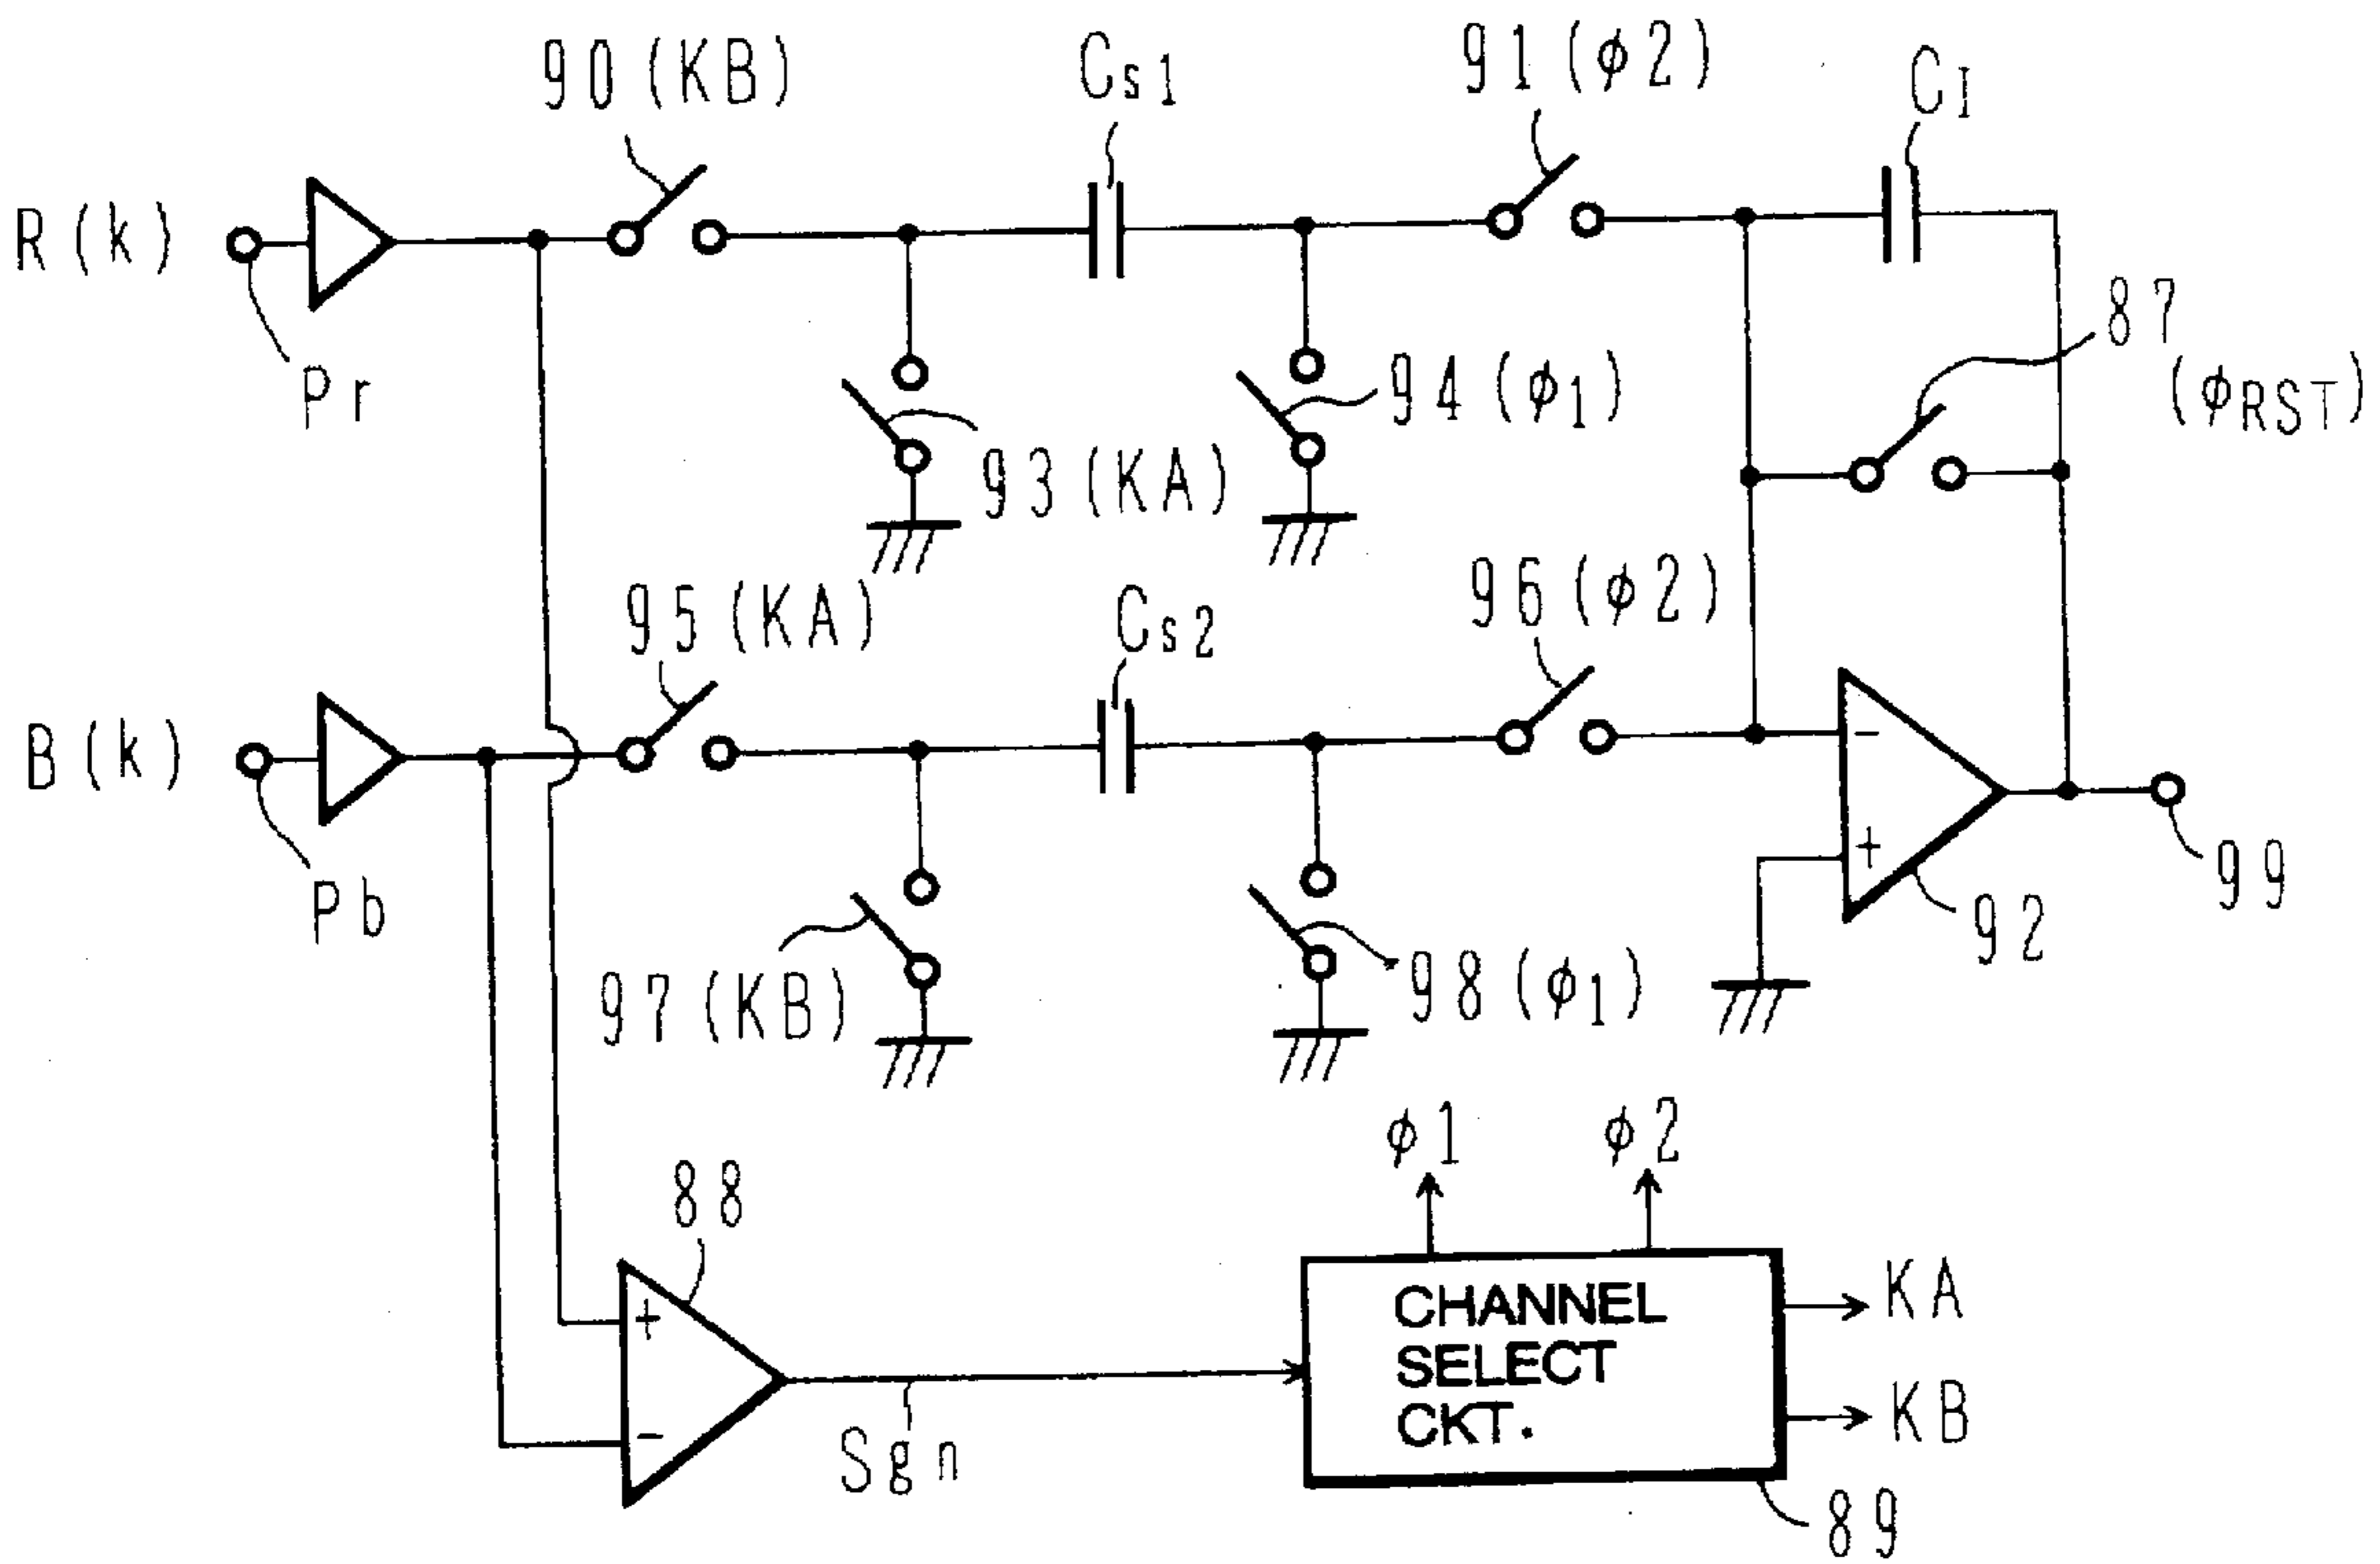 90 (KB)
Cs1
91 (φ2)
CI
R (k)
Pr
87
(φRST)
94 (φ1)
93 (KA)
95 (KA)
Cs2
96 (φ2)
B (k)
Pb
-
+
99
92
97 (KB)
98 (φ1)
φ1
φ2
88
+
-
Sgn
CHANNEL
SELECT
CKT.
KA
KB
89